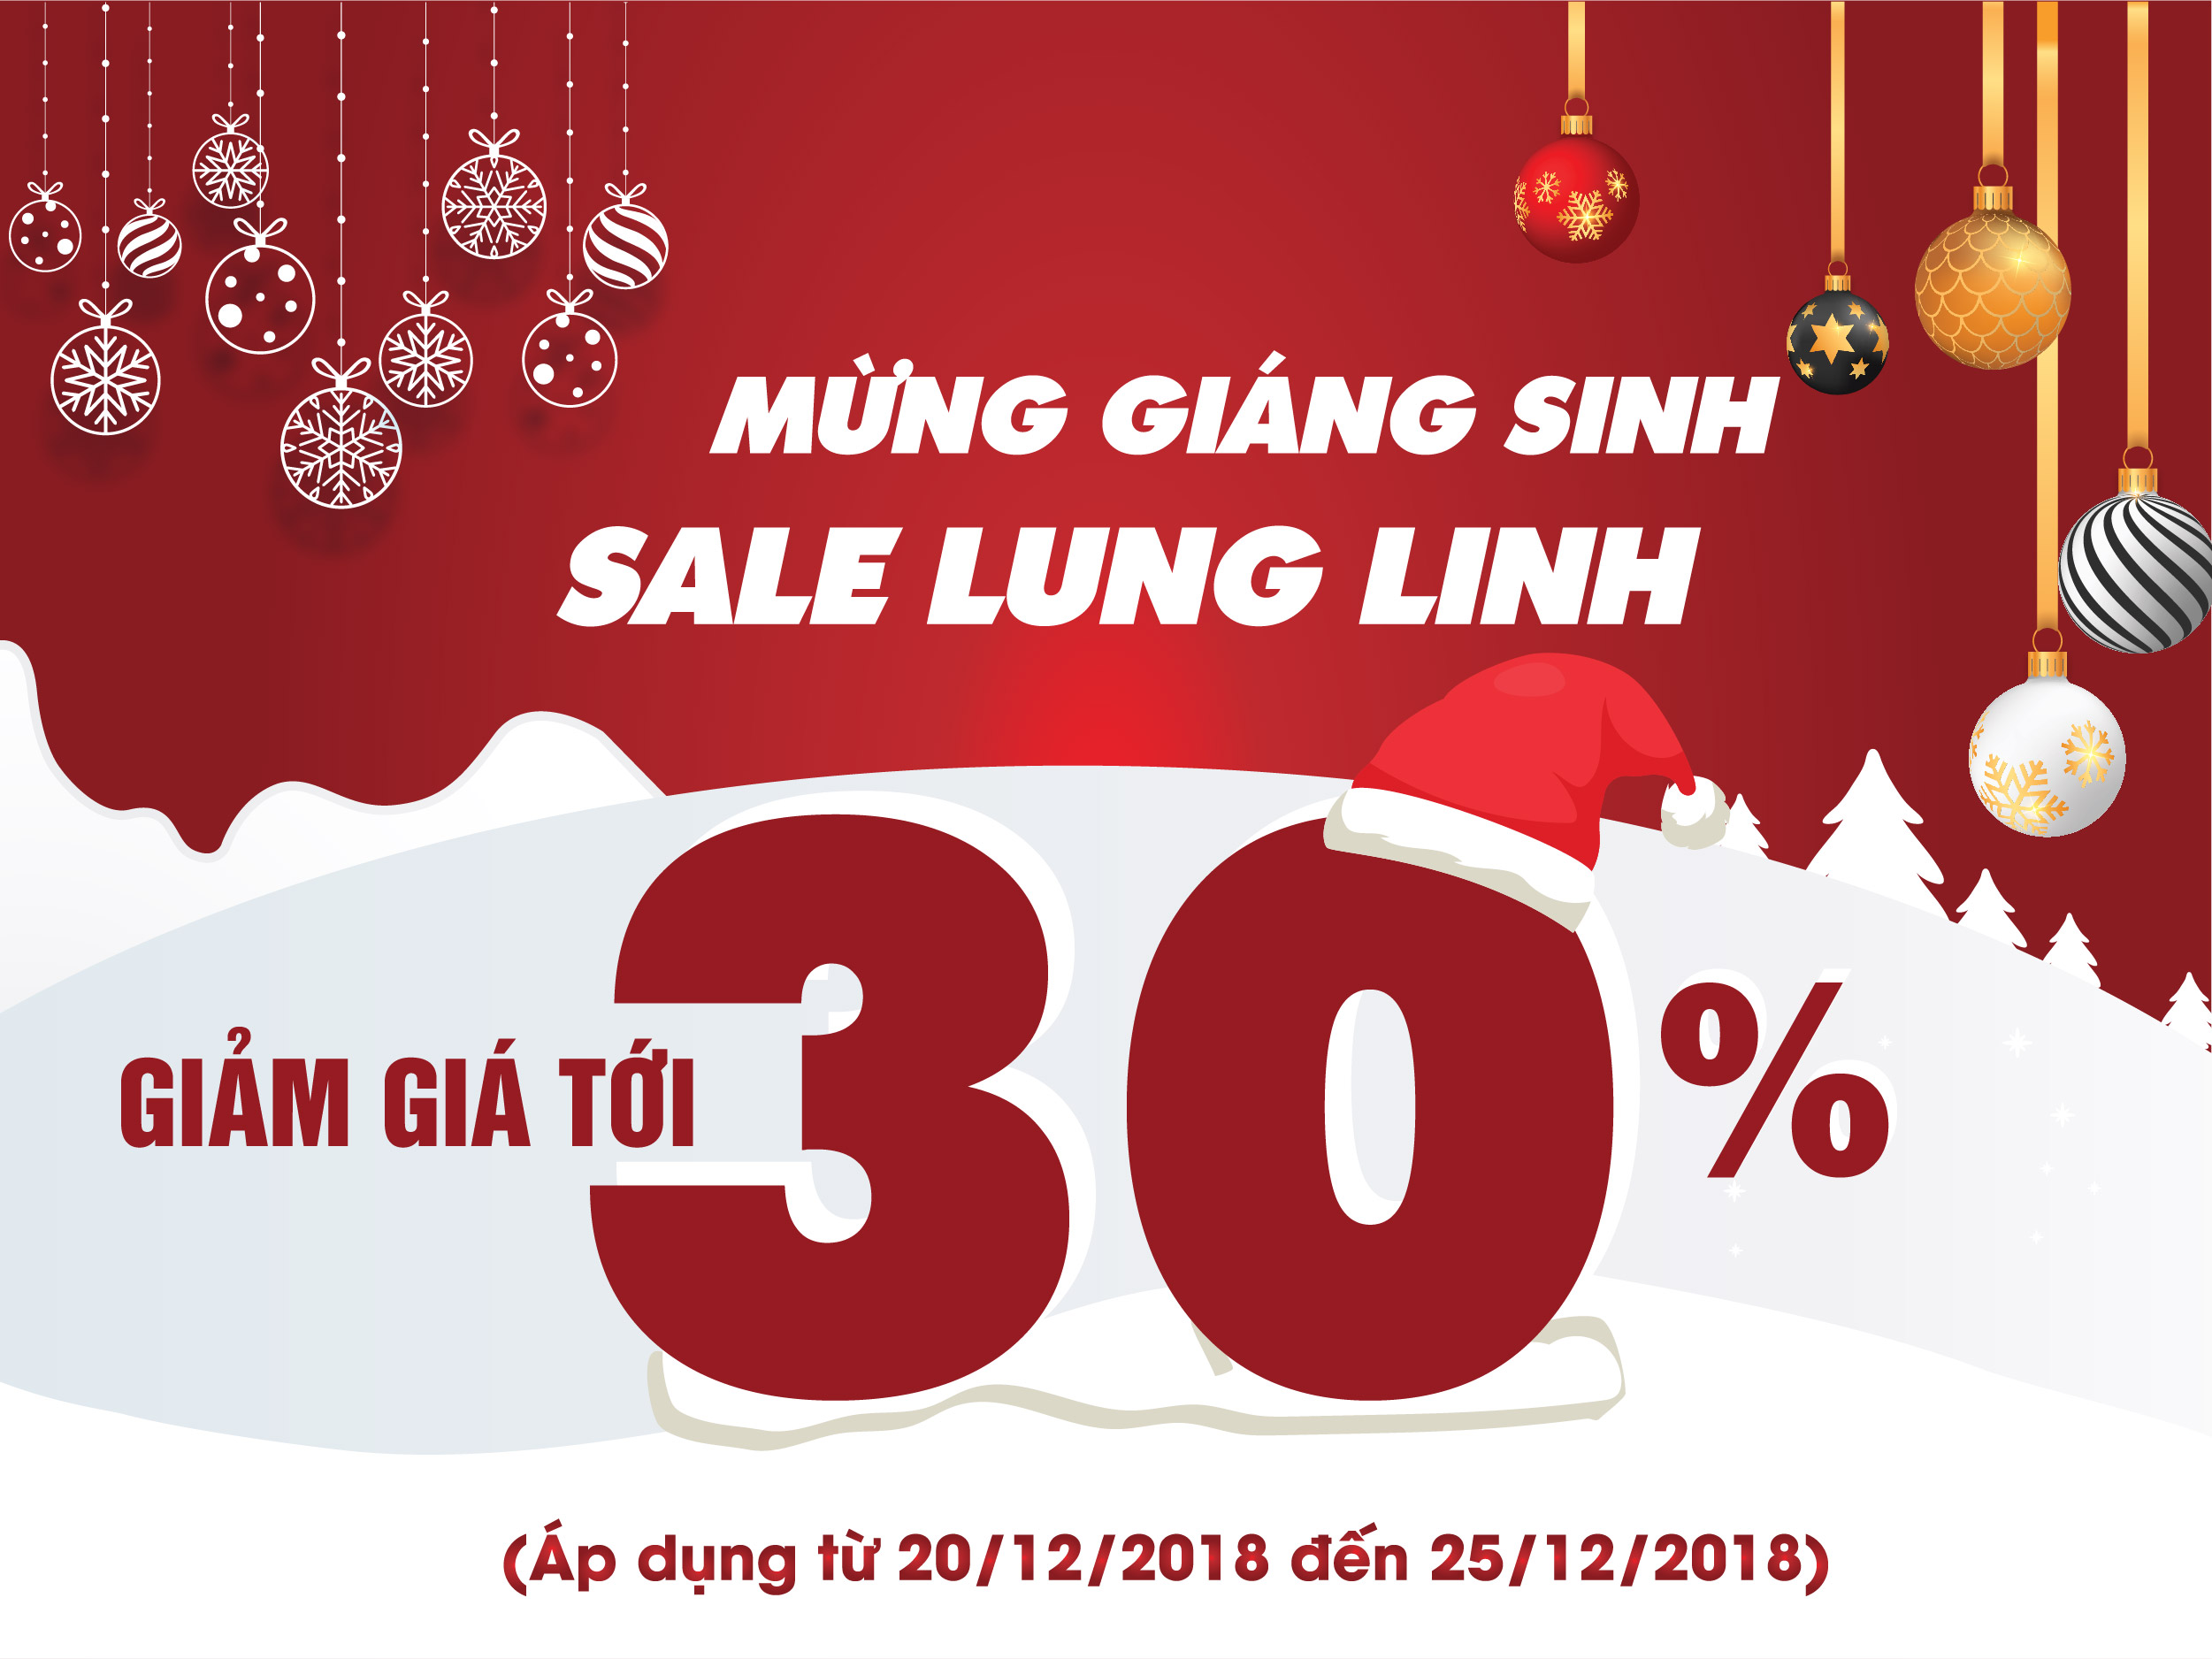 MỪNG GIÁNG SINH
SALE LUNG LINH
GIẢM GIÁ TỚI 30%
(Áp dụng từ 20/12/2018 đến 25/12/2018)